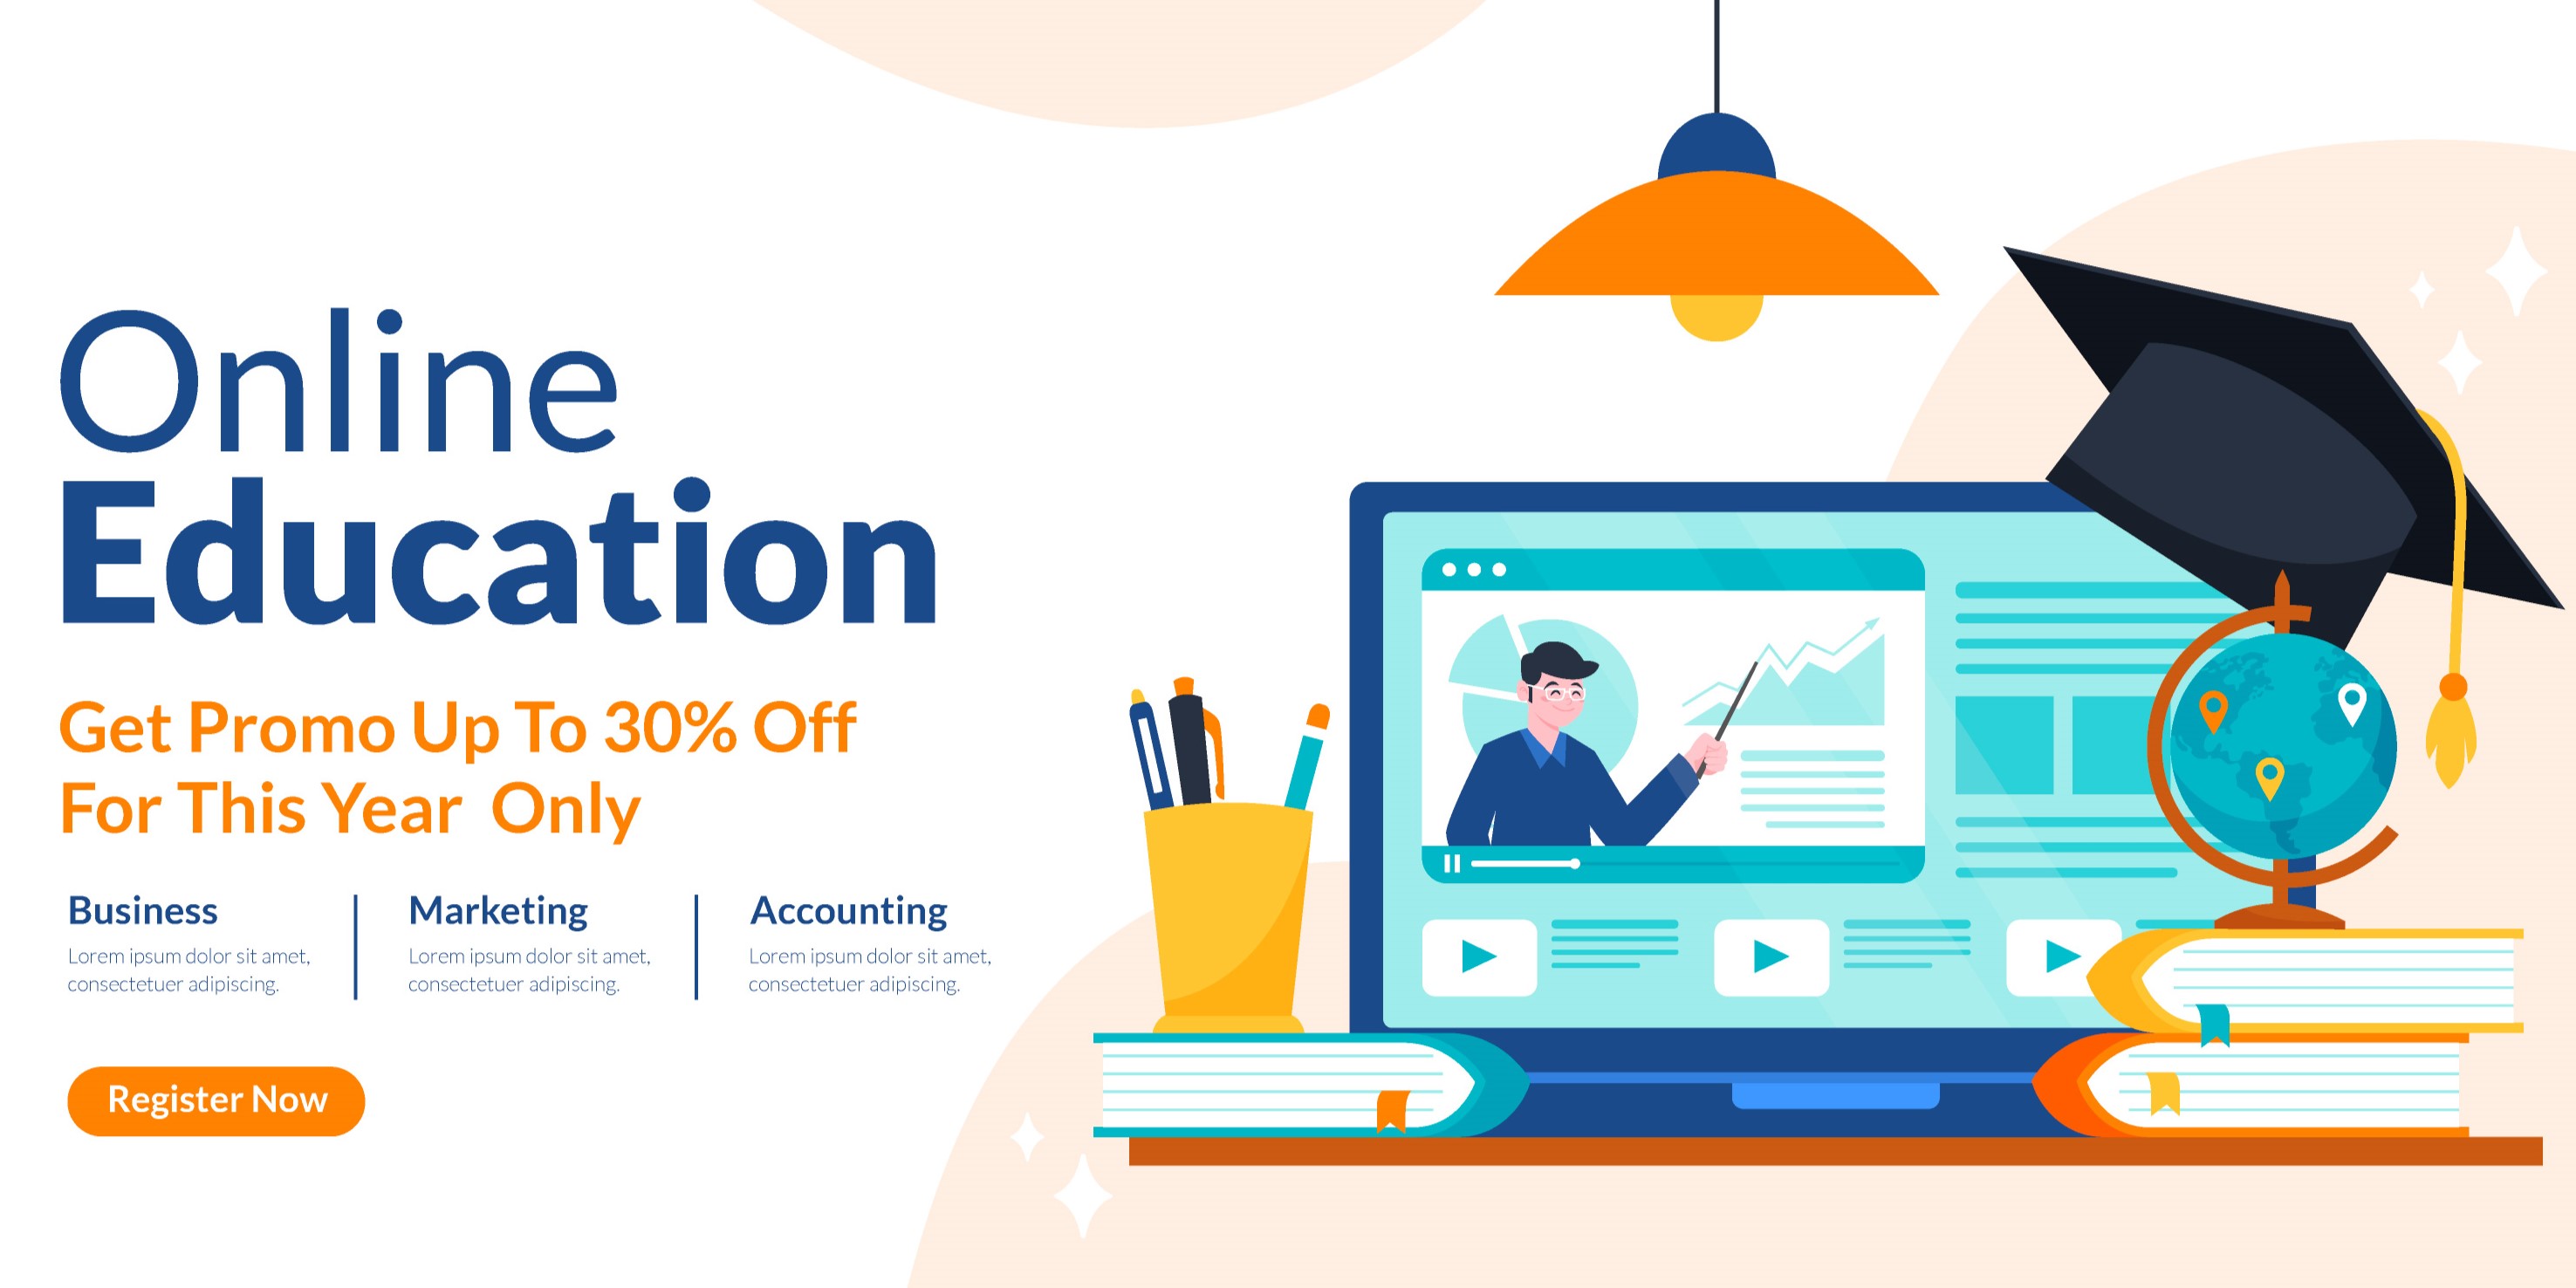 Online
Education
Get Promo Up To 30% Off
For This Year Only
Business
Lorem ipsum dolor sit amet,
consectetuer adipiscing.
Marketing
Lorem ipsum dolor sit amet,
consectetuer adipiscing.
Accounting
Lorem ipsum dolor sit amet,
consectetuer adipiscing.
Register Now